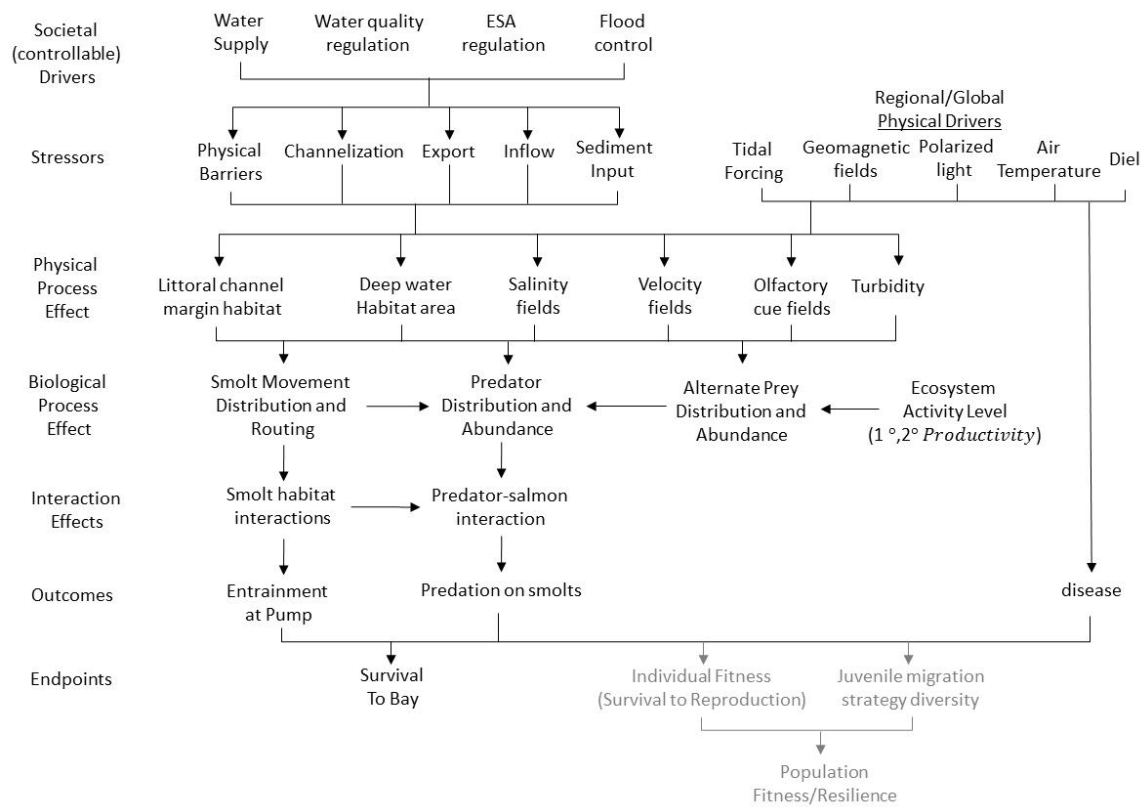 Societal
(controllable)
Drivers
Water
Supply
Water quality
regulation
ESA
regulation
Flood
control
Regional/Global
Physical Drivers
Stressors
Physical
Barriers
Channelization
Export
Inflow
Sediment
Input
Tidal
Forcing
Geomagnetic
fields
Polarized
light
Air
Temperature
Diel
Physical
Process
Effect
Littoral channel
margin habitat
Deep water
Habitat area
Salinity
fields
Velocity
fields
Olfactory
cue fields
Turbidity
Biological
Process
Effect
Smolt Movement
Distribution and
Routing
Predator
Distribution and
Abundance
Alternate Prey
Distribution and
Abundance
Ecosystem
Activity Level
(1 °,2° Productivity)
Interaction
Effects
Smolt habitat
interactions
Predator-salmon
interaction
Outcomes
Entrainment
at Pump
Predation on smolts
disease
Endpoints
Survival
To Bay
Individual Fitness
(Survival to Reproduction)
Juvenile migration
strategy diversity
Population
Fitness/Resilience